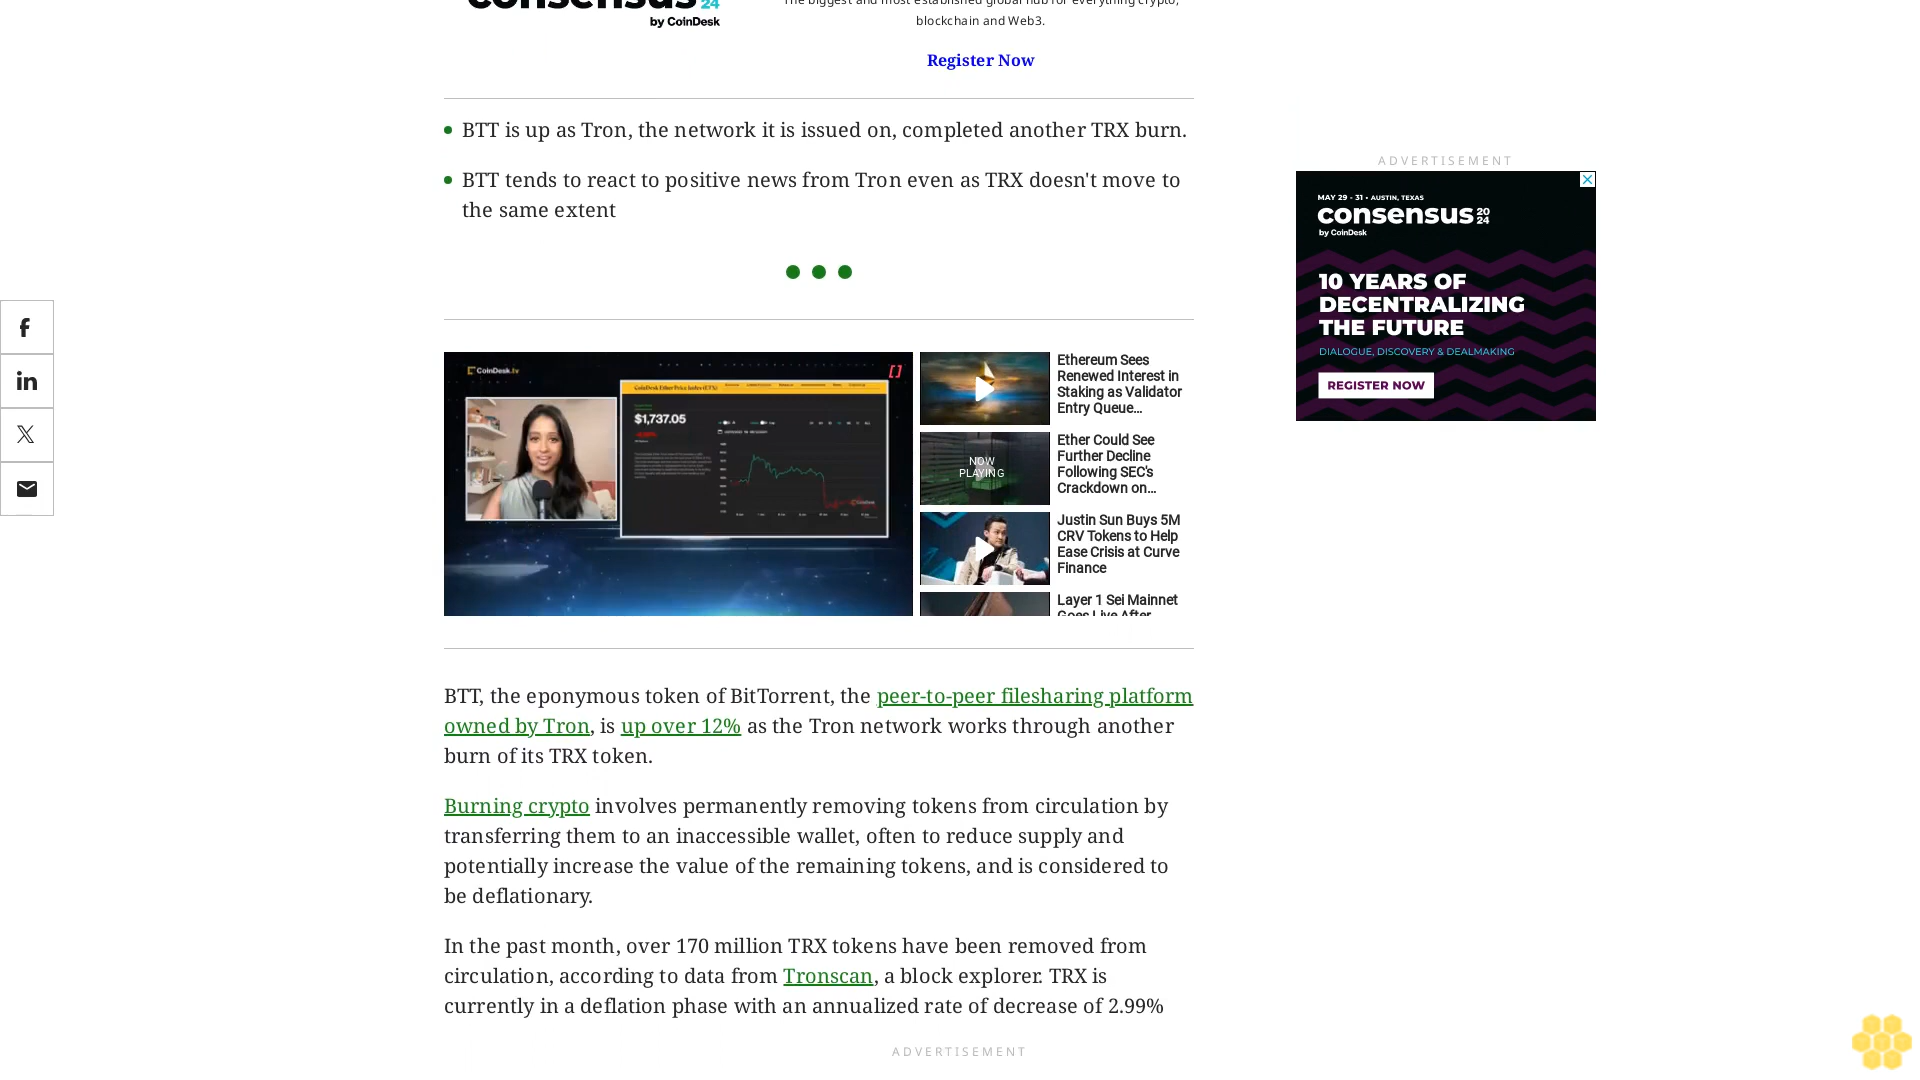 consensus 24
by CoinDesk
The biggest and most established global hub for everything crypto,
blockchain and Web3.
Register Now
BTT is up as Tron, the network it is issued on, completed another TRX burn.
BTT tends to react to positive news from Tron even as TRX doesn't move to
the same extent
ADVERTISEMENT
MAY 29 - 31 • AUSTIN, TEXAS
consensus 2024
by CoinDesk
10 YEARS OF
DECENTRALIZING
THE FUTURE
DIALOGUE, DISCOVERY & DEALMAKING
REGISTER NOW
CoinDesk.tv
CoinDesk Ether Price Index (ETX)
$1,737.05
CoinDesk
Ethereum Sees
Renewed Interest in
Staking as Validator
Entry Queue...
NOW
PLAYING
Ether Could See
Further Decline
Following SEC's
Crackdown on...
Justin Sun Buys 5M
CRV Tokens to Help
Ease Crisis at Curve
Finance
Layer 1 Sei Mainnet
Goes Live After
BTT, the eponymous token of BitTorrent, the peer-to-peer filesharing platform
owned by Tron, is up over 12% as the Tron network works through another
burn of its TRX token.
Burning crypto involves permanently removing tokens from circulation by
transferring them to an inaccessible wallet, often to reduce supply and
potentially increase the value of the remaining tokens, and is considered to
be deflationary.
In the past month, over 170 million TRX tokens have been removed from
circulation, according to data from Tronscan, a block explorer. TRX is
currently in a deflation phase with an annualized rate of decrease of 2.99%
ADVERTISEMENT